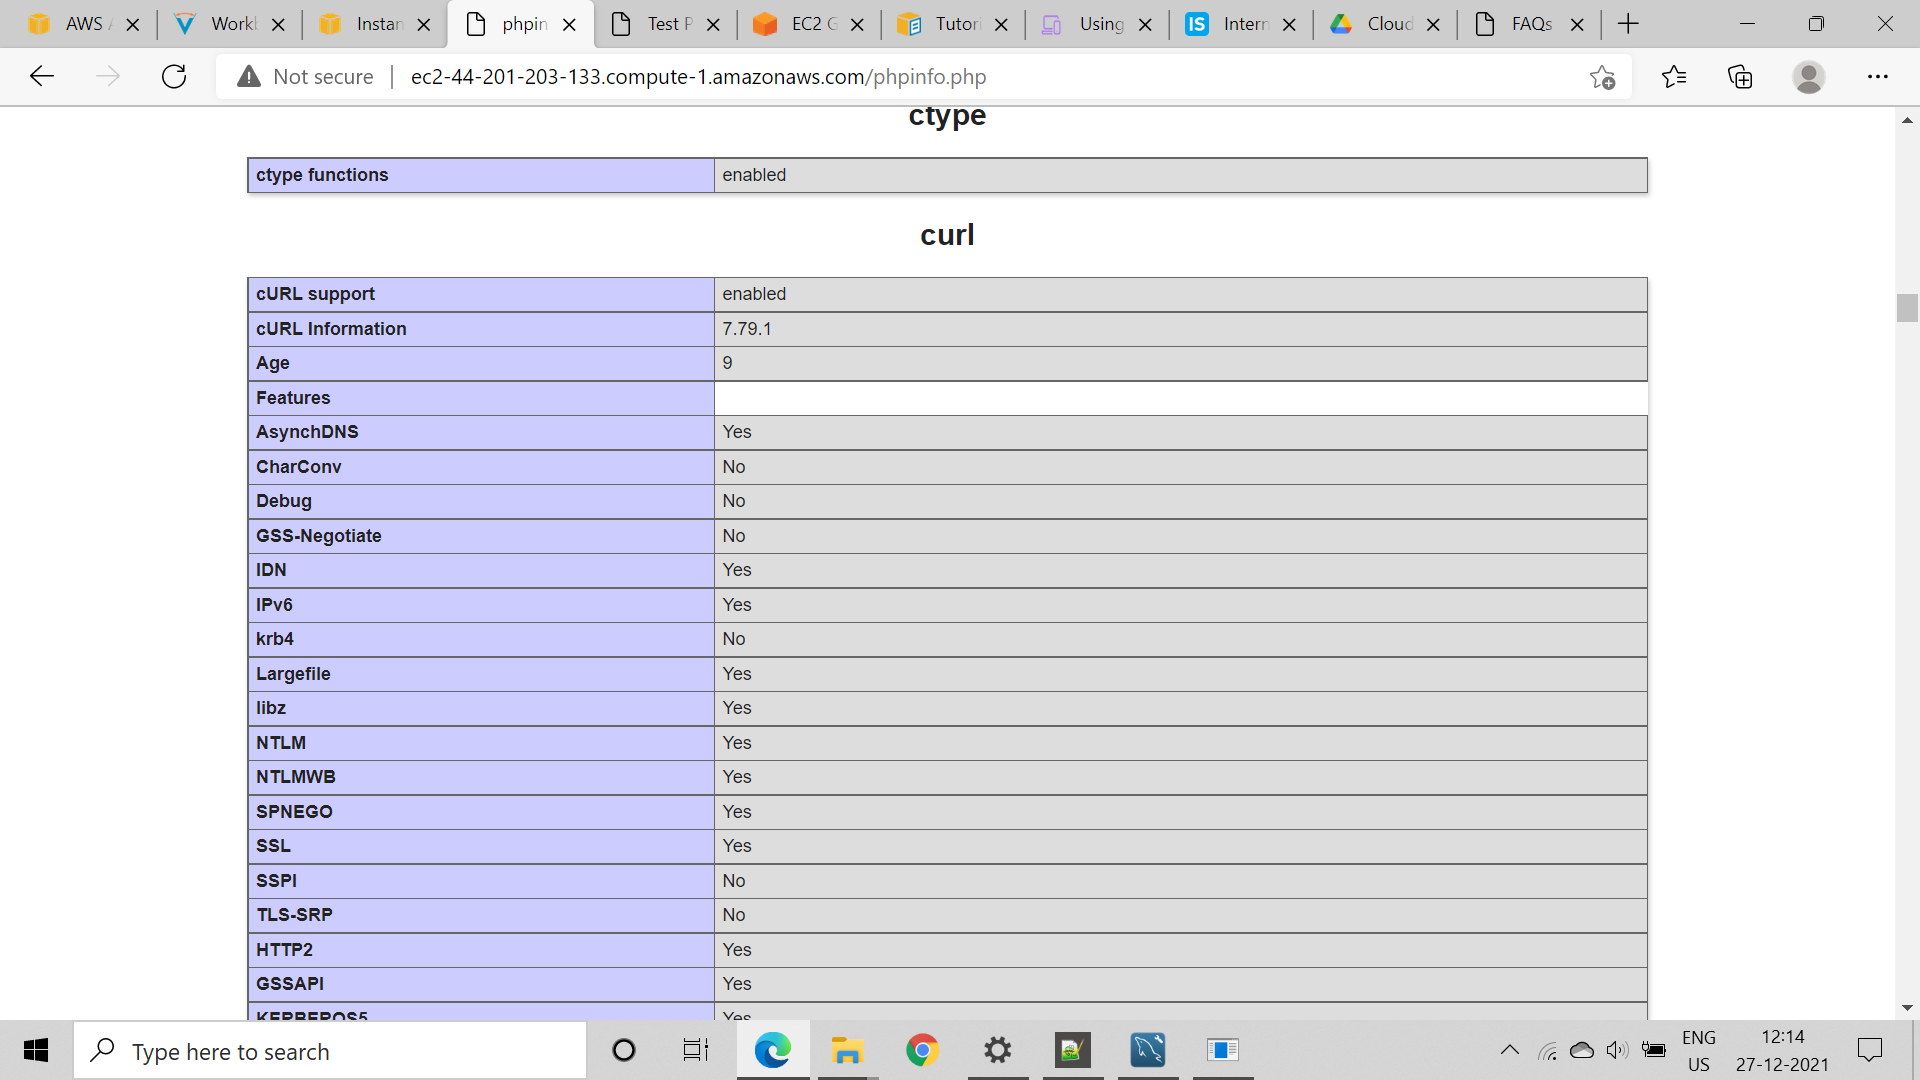 AWS
Work
Instan
phpin
Test P
EC2 G
Tutori
Using
IS
Intern
Cloud
FAQs
Not secure
ec2-44-201-203-133.compute-1.amazonaws.com/phpinfo.php
ctype
ctype functions enabled
curl
cURL support enabled
cURL Information 7.79.1
Age 9
Features
AsynchDNS Yes
CharConv No
Debug No
GSS-Negotiate No
IDN Yes
IPv6 Yes
krb4 No
Largefile Yes
libz Yes
NTLM Yes
NTLMWB Yes
SPNEGO Yes
SSL Yes
SSPI No
TLS-SRP No
HTTP2 Yes
GSSAPI Yes
KERBEROS5 Yes
Type here to search
ENG
US
12:14
27-12-2021